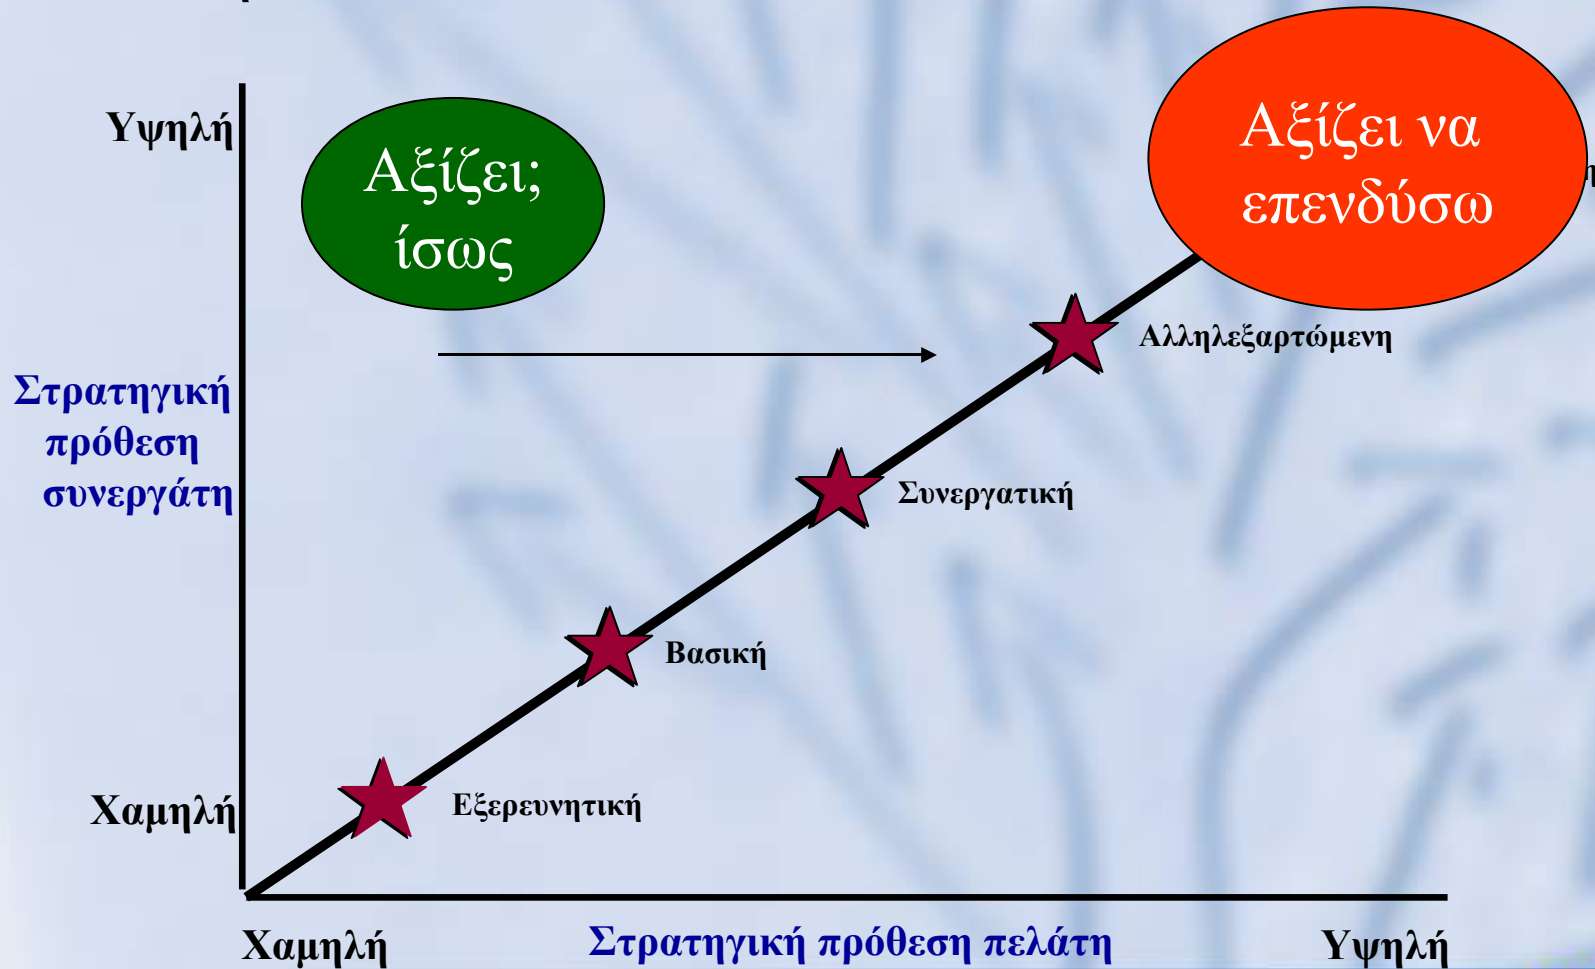 Υψηλή
Αξίζει;
ίσως
Αξίζει να
επενδύσω
Αλληλεξαρτώμενη
Στρατηγική
πρόθεση
συνεργάτη
Συνεργατική
Βασική
Χαμηλή
Εξερευνητική
Χαμηλή
Στρατηγική πρόθεση πελάτη
Υψηλή